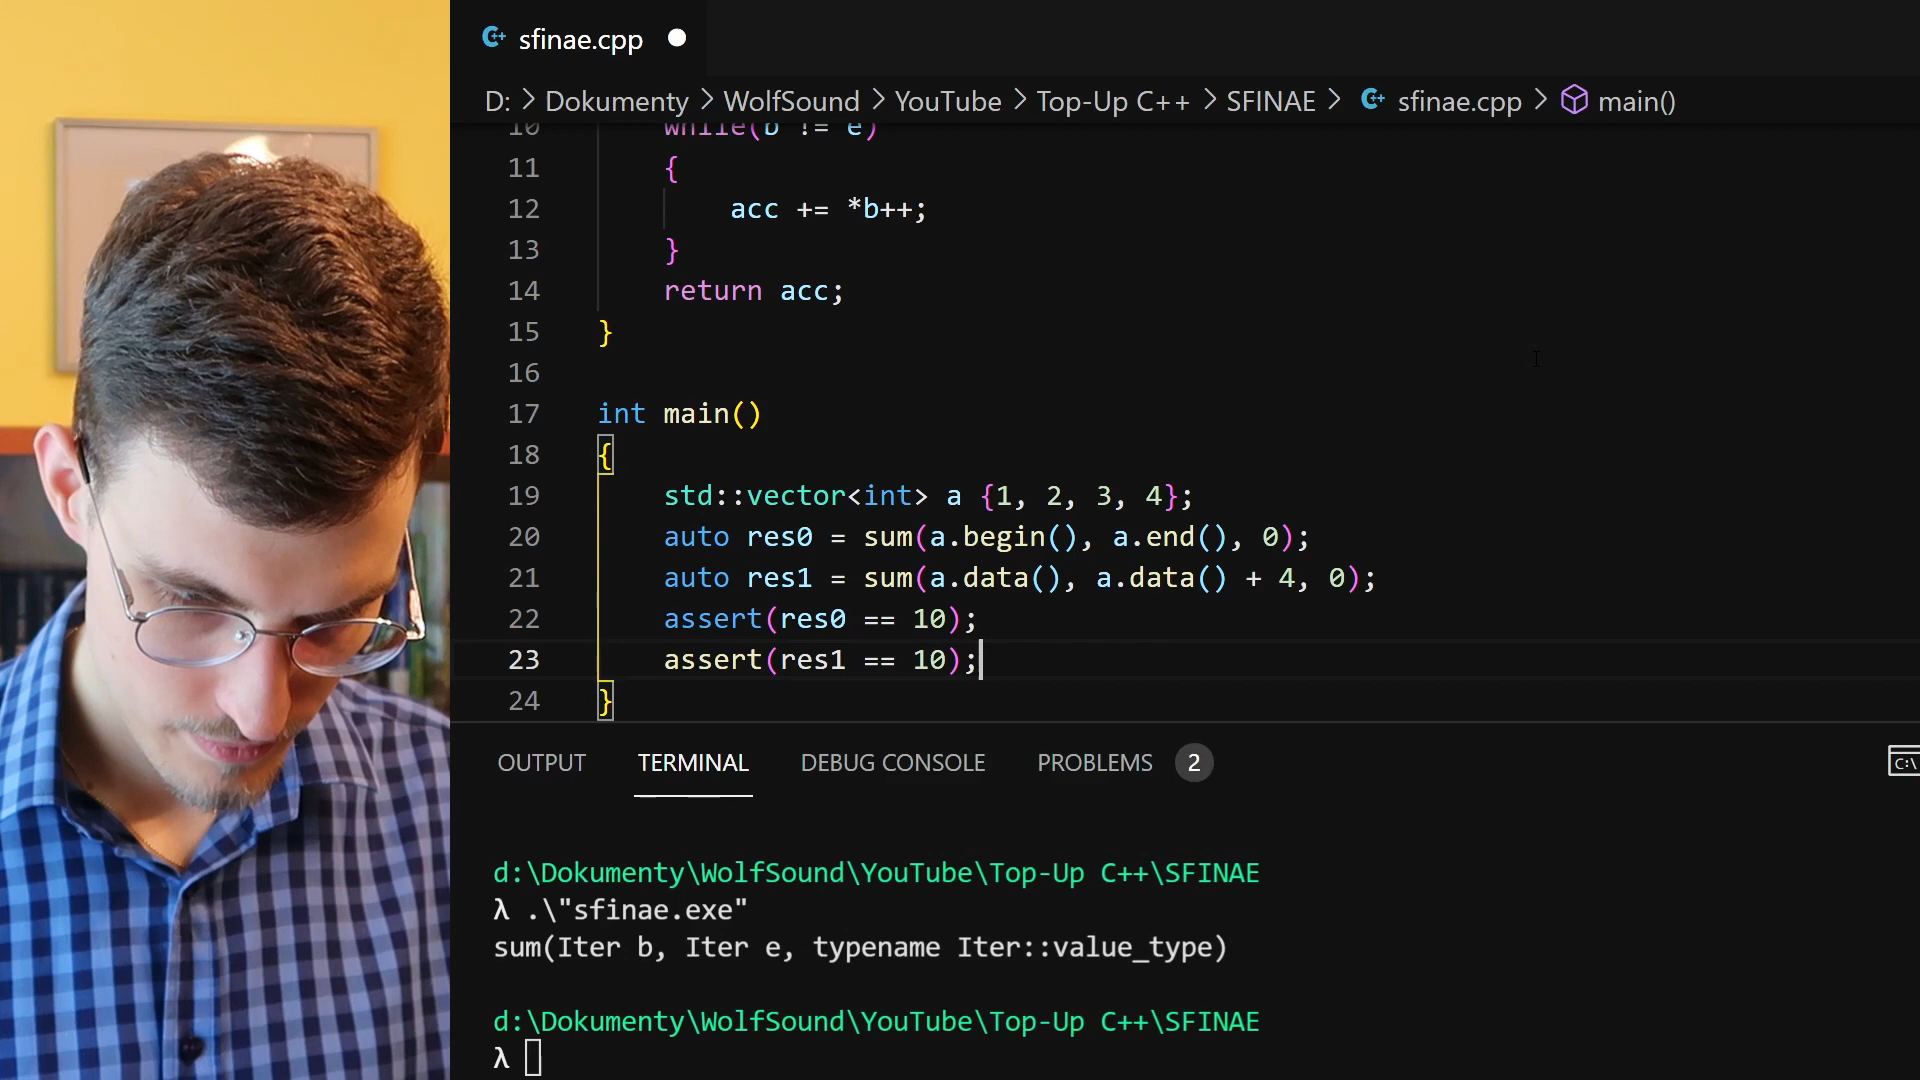 sfinae.cpp
D: > Dokumenty > WolfSound > YouTube > Top-Up C++ > SFINAE > sfinae.cpp > main()
10 while(b != e)
11 {
12 acc += *b++;
13 }
14 return acc;
15 }
16
17 int main()
18 {
19 std::vector<int> a {1, 2, 3, 4};
20 auto res0 = sum(a.begin(), a.end(), 0);
21 auto res1 = sum(a.data(), a.data() + 4, 0);
22 assert(res0 == 10);
23 assert(res1 == 10);
24 }
OUTPUT TERMINAL DEBUG CONSOLE PROBLEMS 2
d:\Dokumenty\WolfSound\YouTube\Top-Up C++\SFINAE
λ .\"sfinae.exe"
sum(Iter b, Iter e, typename Iter::value_type)
d:\Dokumenty\WolfSound\YouTube\Top-Up C++\SFINAE
λ